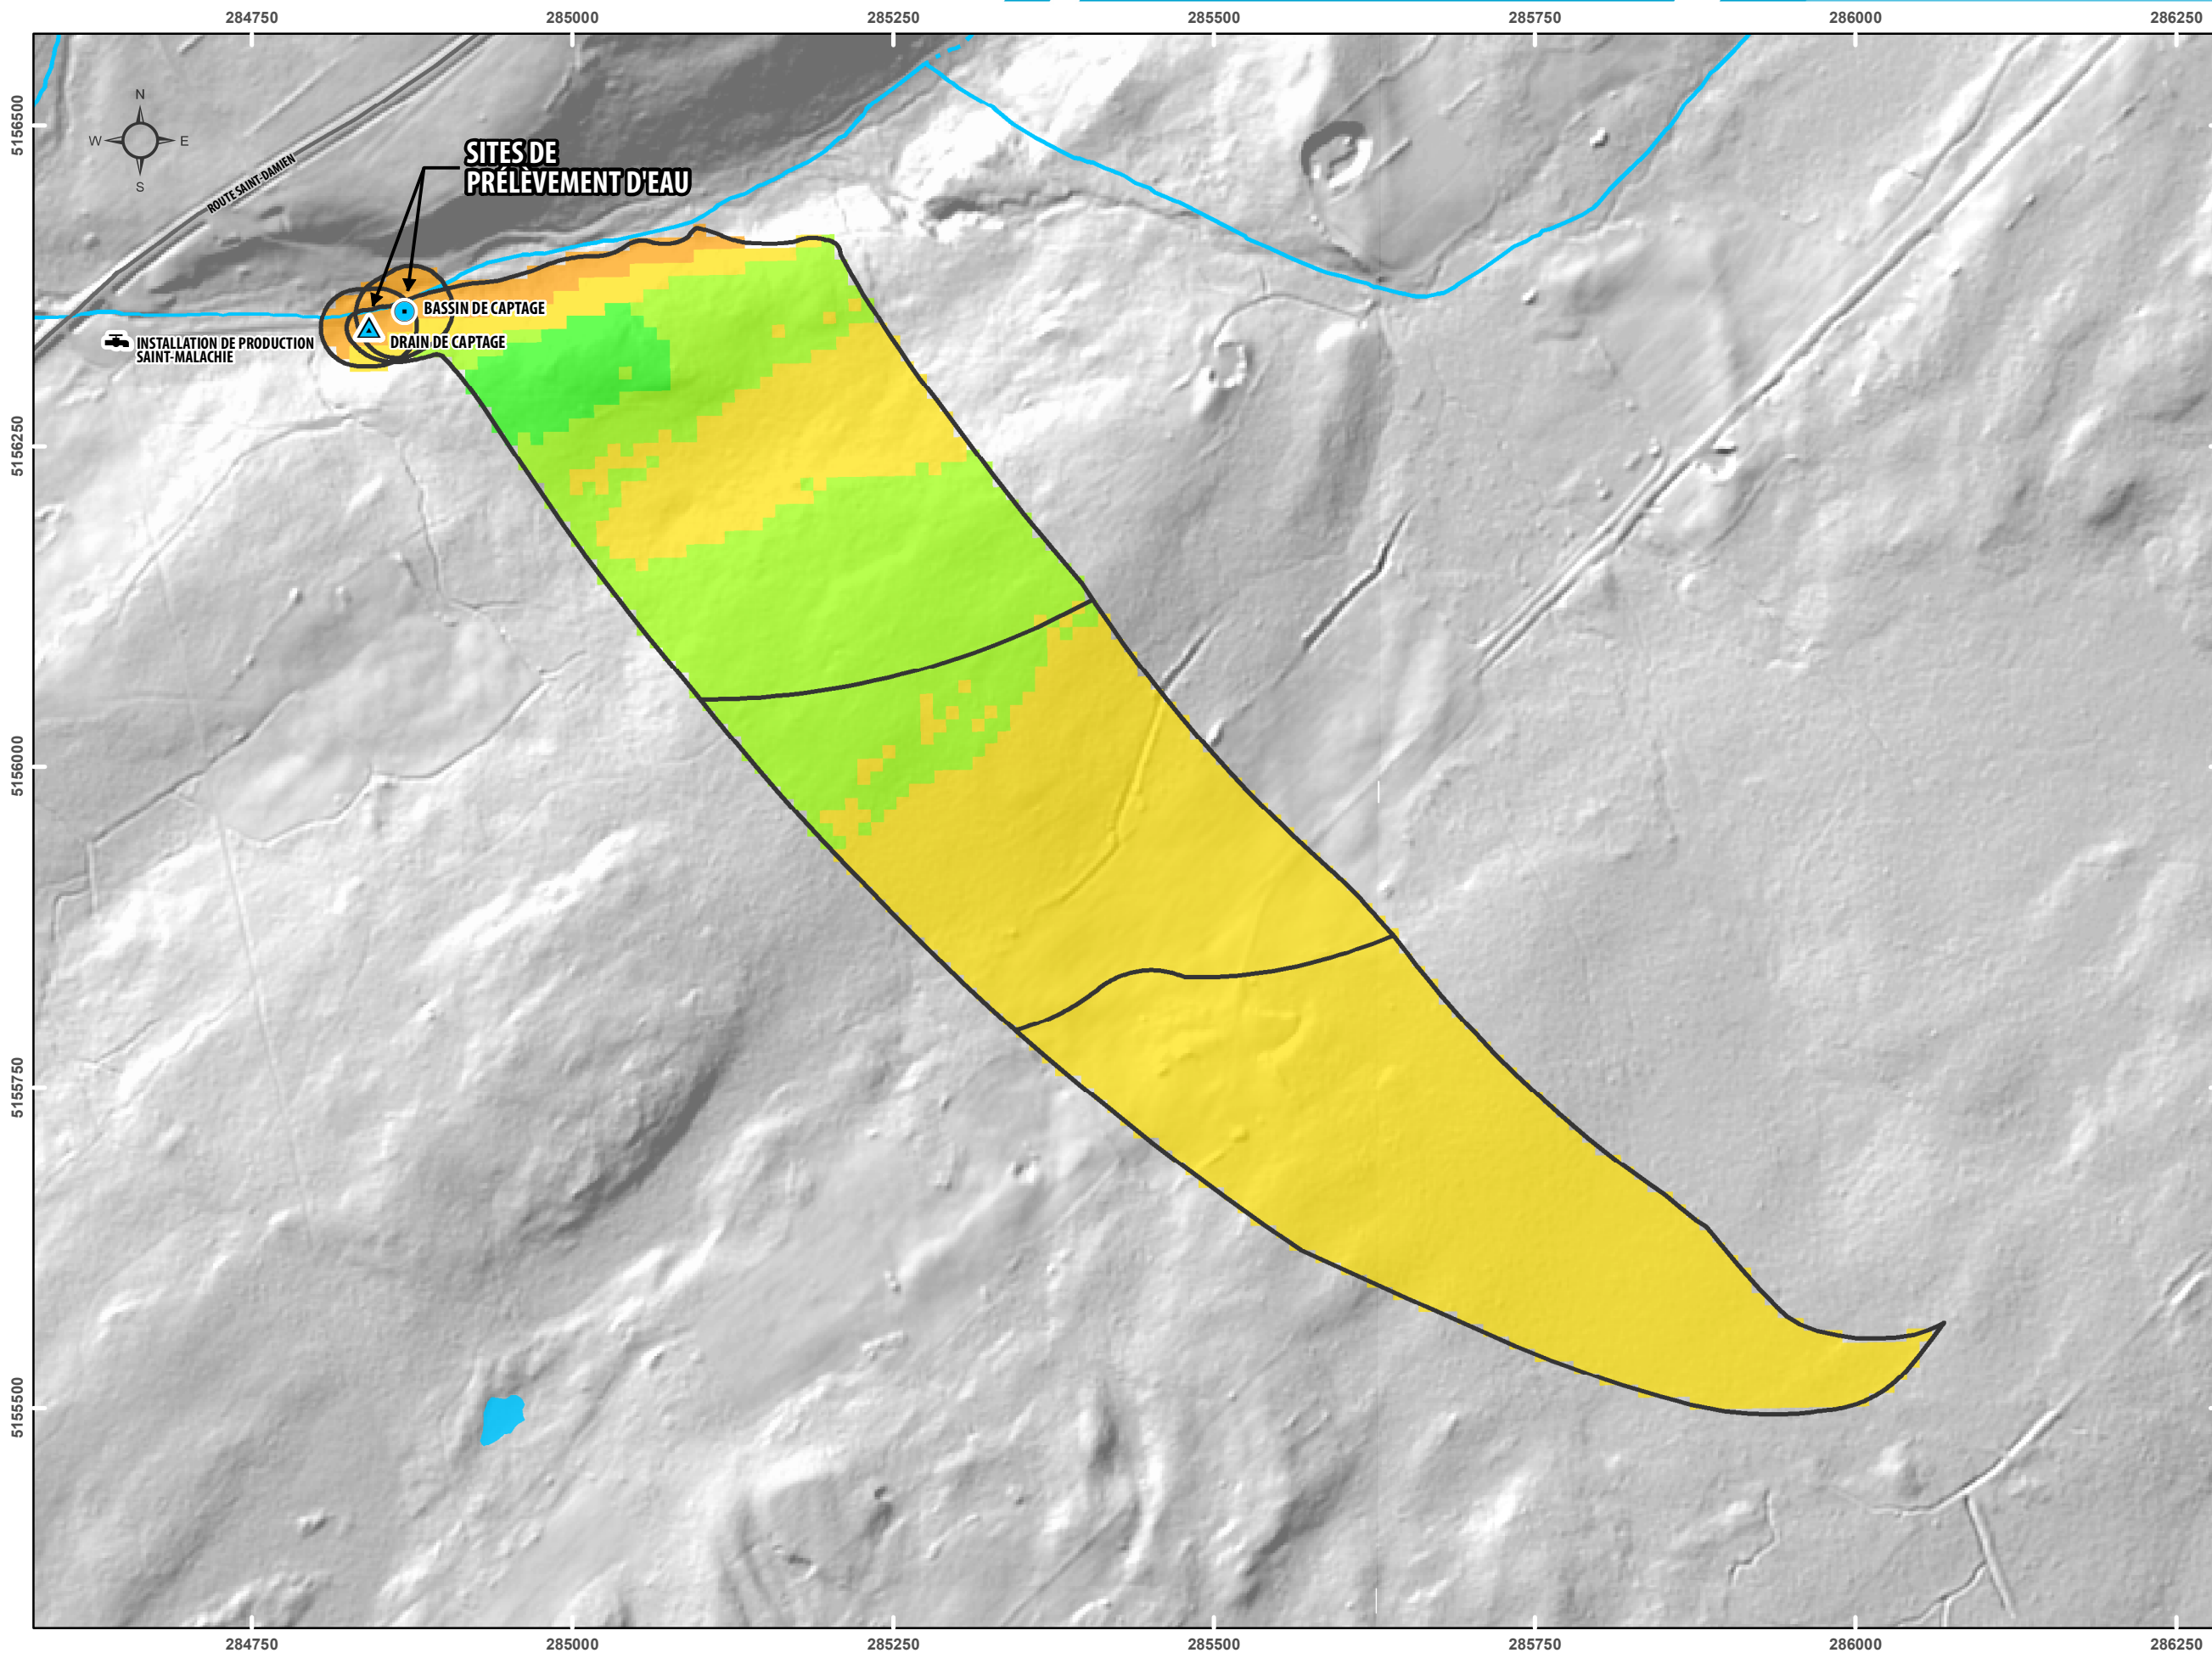 284750
285000
285250
285500
285750
286000
286250
5156500
5156250
5156000
5155750
5155500
N
W
E
S
ROUTE SAINT-DAMIEN
SITES DE
PRÉLÈVEMENT D'EAU
BASSIN DE CAPTAGE
DRAIN DE CAPTAGE
INSTALLATION DE PRODUCTION
SAINT-MALACHIE
284750
285000
285250
285500
285750
286000
286250